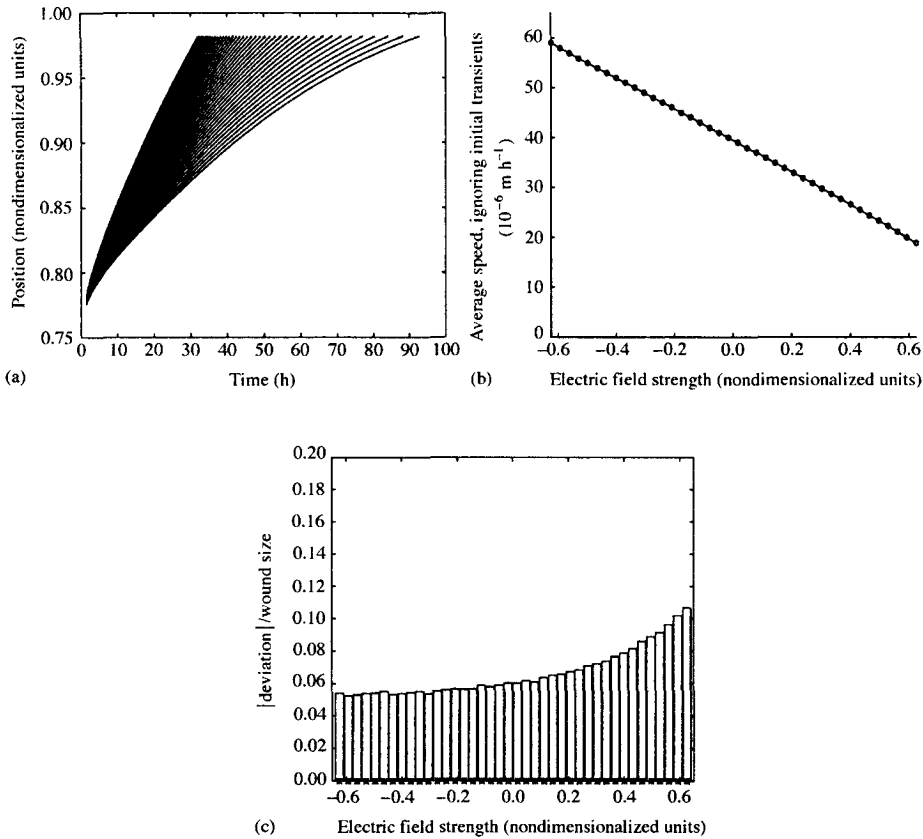 1.00
0.95
0.90
0.85
0.80
0.75
Position (nondimensionalized units)
0 10 20 30 40 50 60 70 80 90 100
(a)
Time (h)
60
50
40
30
20
10
0
Average speed, ignoring initial transients
(10⁻⁶ m h⁻¹)
−0.6 −0.4 −0.2 0.0 0.2 0.4 0.6
(b)
Electric field strength (nondimensionalized units)
0.20
0.18
0.16
0.14
0.12
0.10
0.08
0.06
0.04
0.02
0.00
|deviation|/wound size
−0.6 −0.4 −0.2 0.0 0.2 0.4 0.6
(c)
Electric field strength (nondimensionalized units)